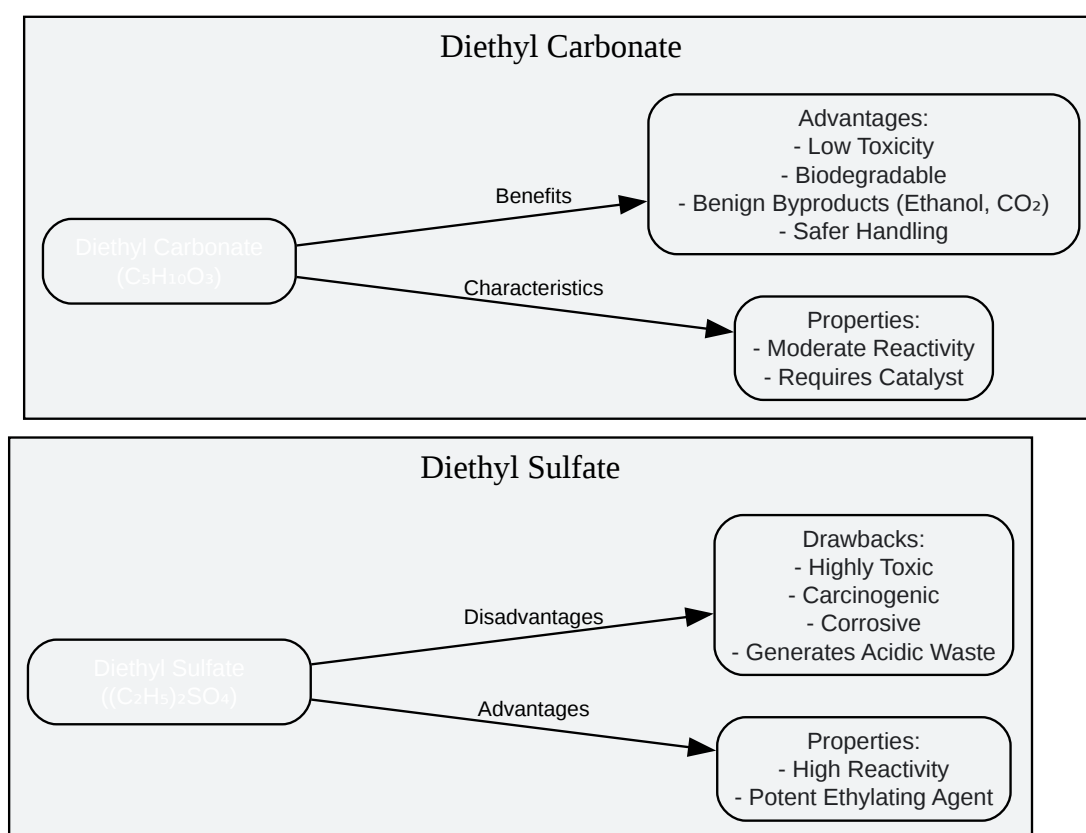 Diethyl Carbonate
Advantages:
- Low Toxicity
- Biodegradable
- Benign Byproducts (Ethanol, CO₂)
- Safer Handling
Benefits
Diethyl Carbonate
(C₅H₁₀O₃)
Characteristics
Properties:
- Moderate Reactivity
- Requires Catalyst
Diethyl Sulfate
Drawbacks:
- Highly Toxic
- Carcinogenic
- Corrosive
- Generates Acidic Waste
Disadvantages
Diethyl Sulfate
((C₂H₅)₂SO₄)
Advantages
Properties:
- High Reactivity
- Potent Ethylating Agent